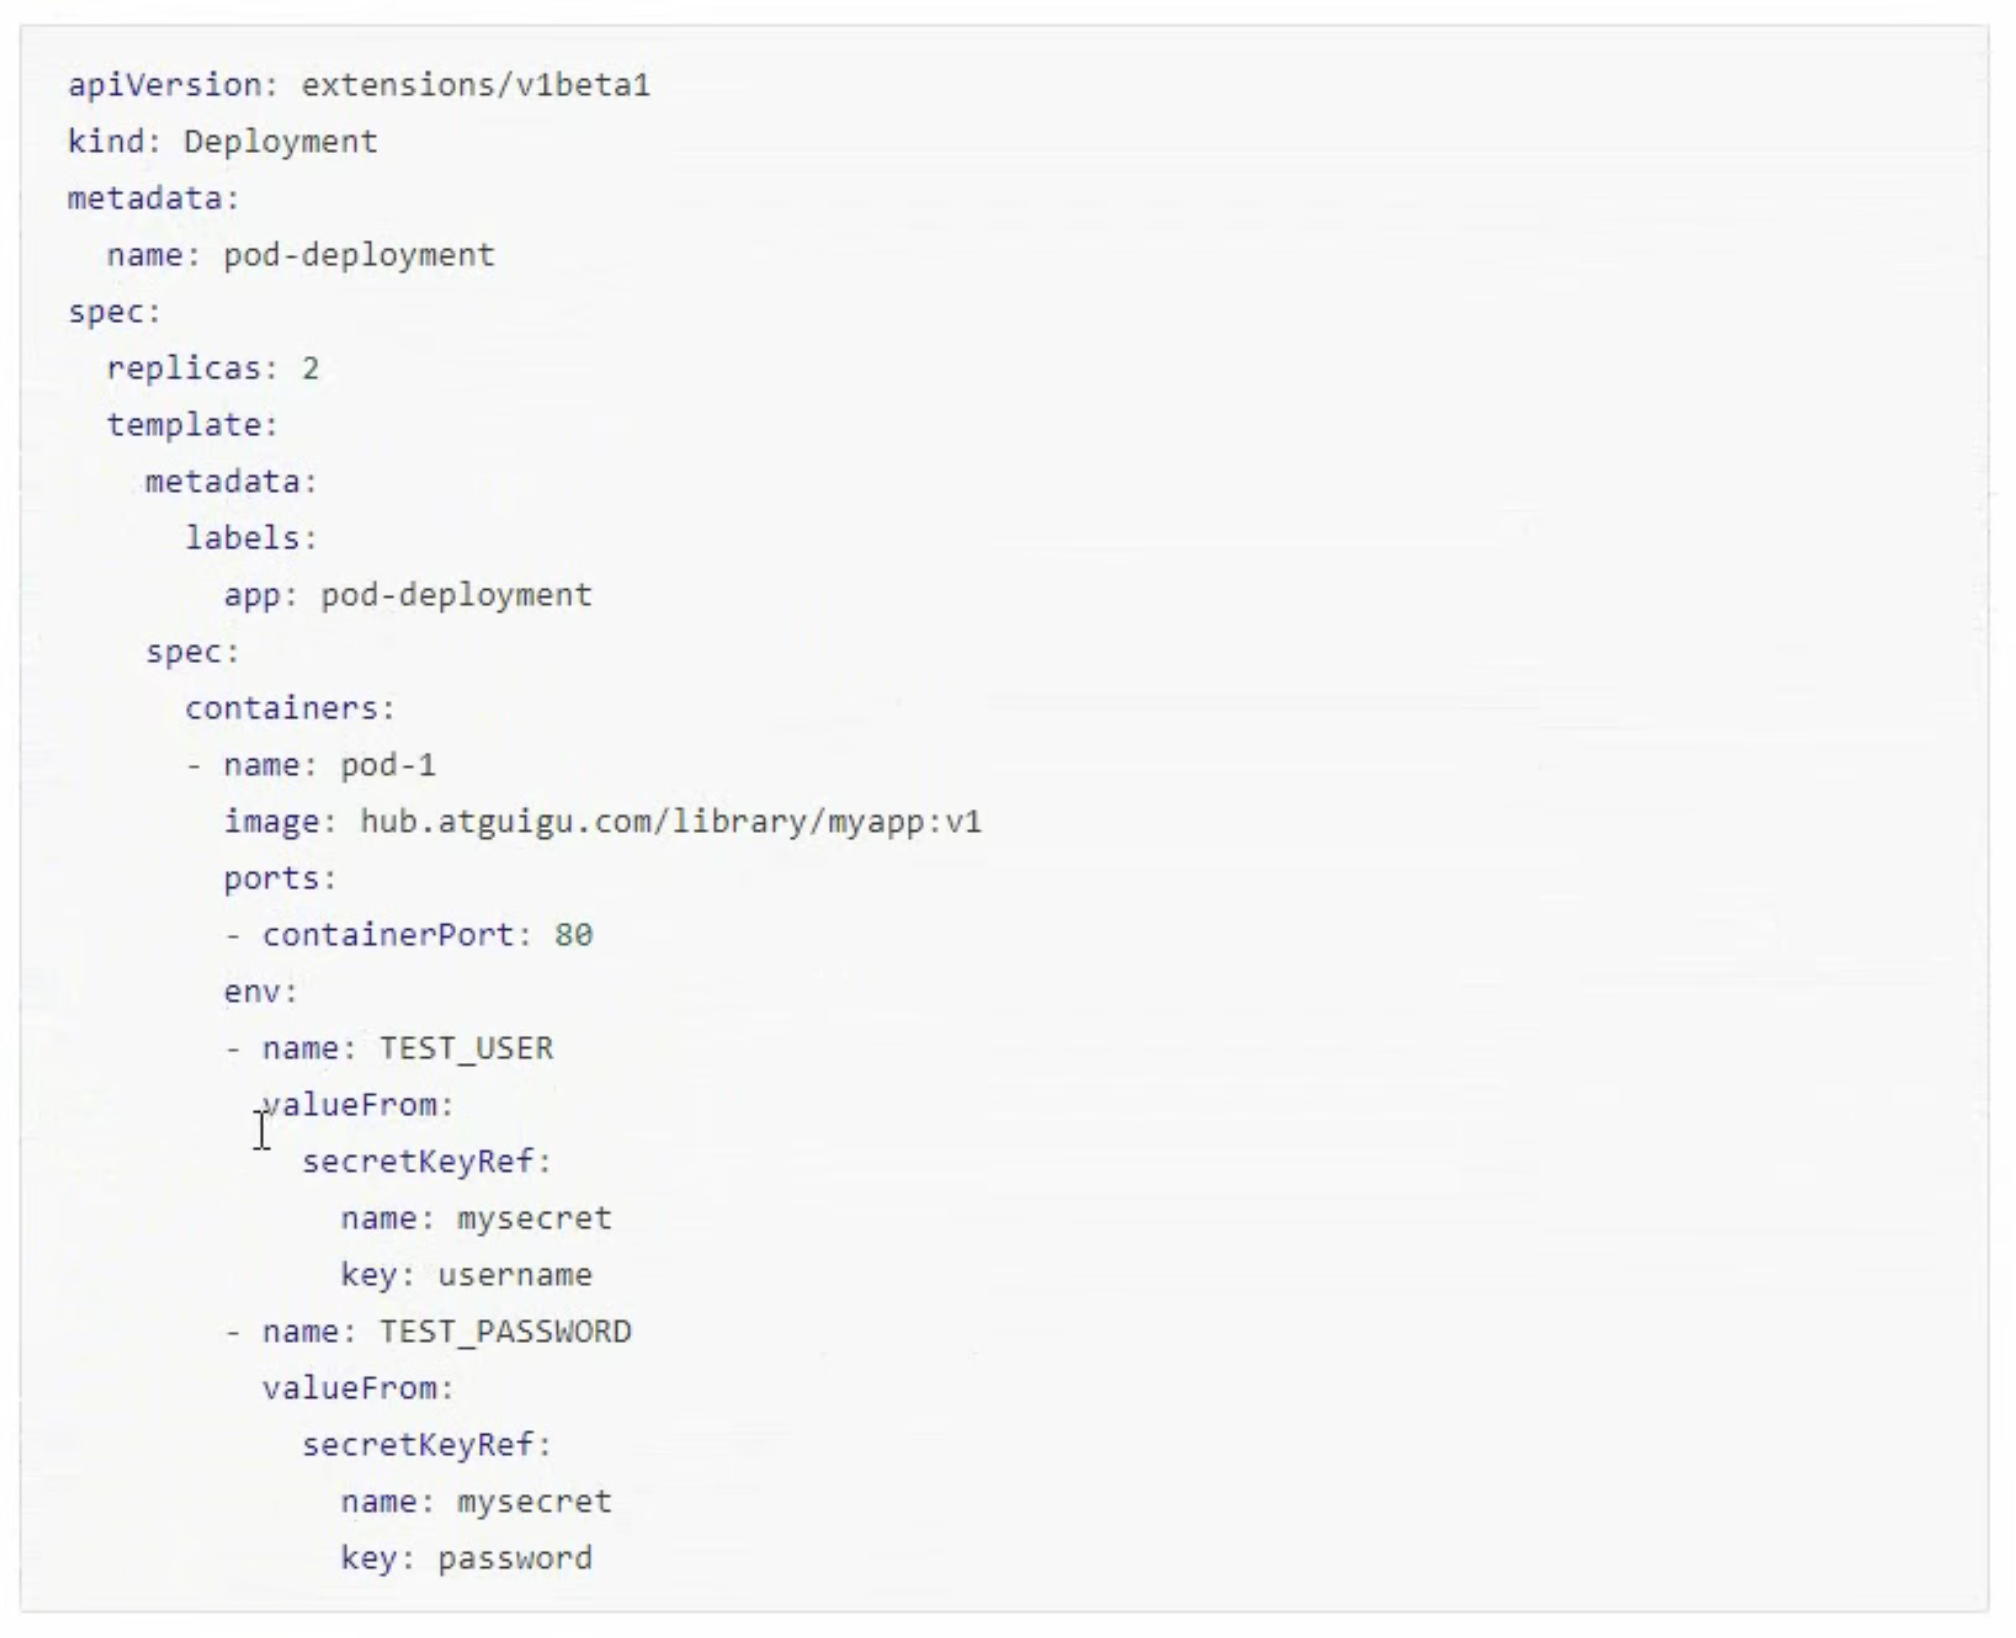 apiVersion: extensions/v1beta1
kind: Deployment
metadata:
  name: pod-deployment
spec:
  replicas: 2
  template:
    metadata:
      labels:
        app: pod-deployment
    spec:
      containers:
      - name: pod-1
        image: hub.atguigu.com/library/myapp:v1
        ports:
        - containerPort: 80
        env:
        - name: TEST_USER
          valueFrom:
            secretKeyRef:
              name: mysecret
              key: username
        - name: TEST_PASSWORD
          valueFrom:
            secretKeyRef:
              name: mysecret
              key: password